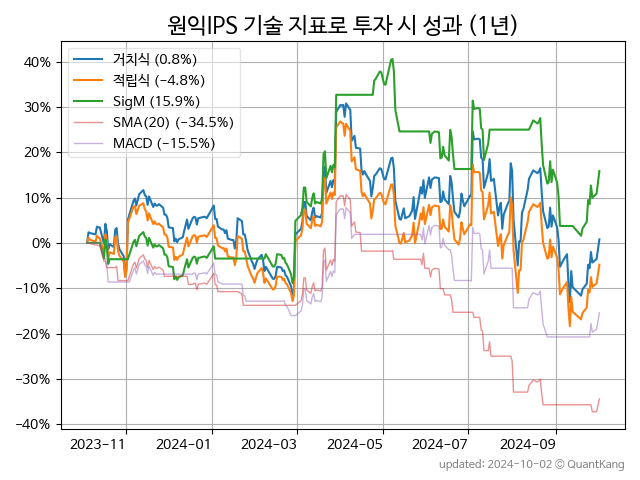 원익IPS 기술 지표로 투자 시 성과 (1년)
거치식 (0.8%)
적립식 (−4.8%)
SigM (15.9%)
SMA(20) (−34.5%)
MACD (−15.5%)
40%
30%
20%
10%
0%
−10%
−20%
−30%
−40%
2023-11
2024-01
2024-03
2024-05
2024-07
2024-09
updated: 2024-10-02 © QuantKang